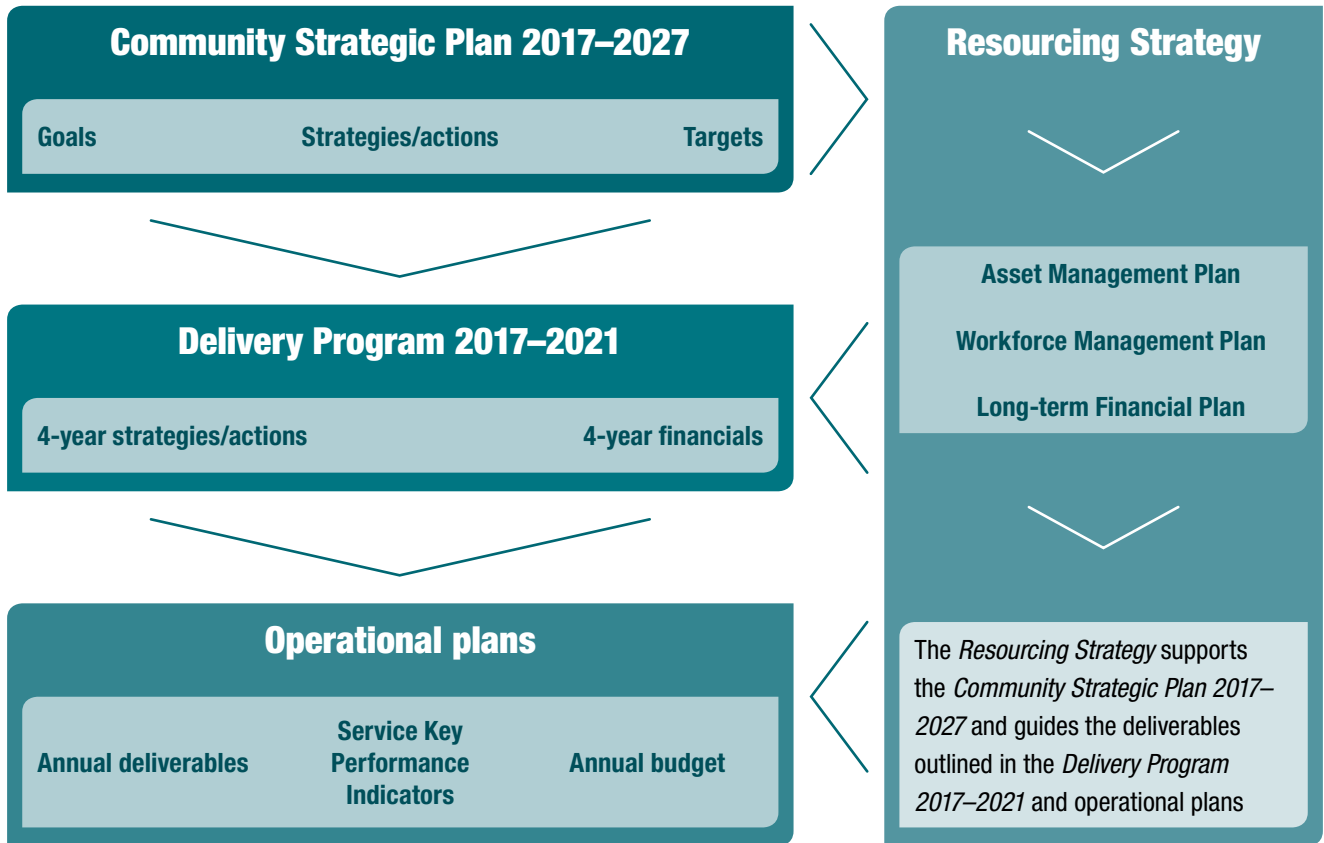 Community Strategic Plan 2017–2027
Goals
Strategies/actions
Targets
Delivery Program 2017–2021
4-year strategies/actions
4-year financials
Operational plans
Annual deliverables
Service Key
Performance
Indicators
Annual budget
Resourcing Strategy
Asset Management Plan
Workforce Management Plan
Long-term Financial Plan
The Resourcing Strategy supports
the Community Strategic Plan 2017–
2027 and guides the deliverables
outlined in the Delivery Program
2017–2021 and operational plans